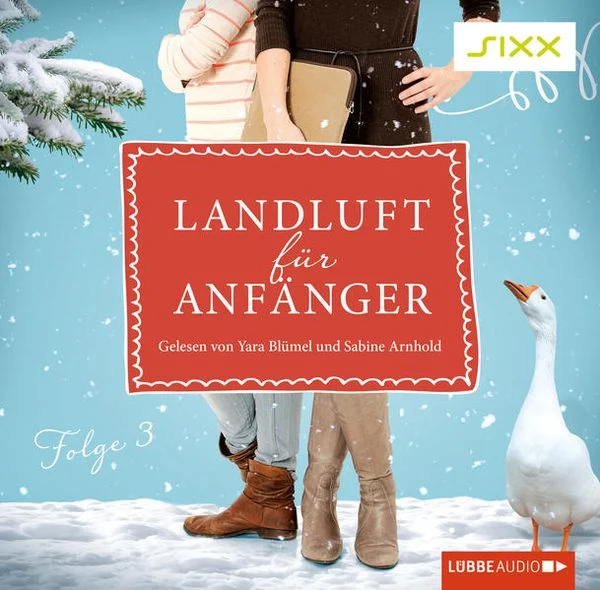 sixx
LANDLUFT
für
ANFÄNGER
Gelesen von Yara Blümel und Sabine Arnhold
Folge 3
LÜBBE AUDIO